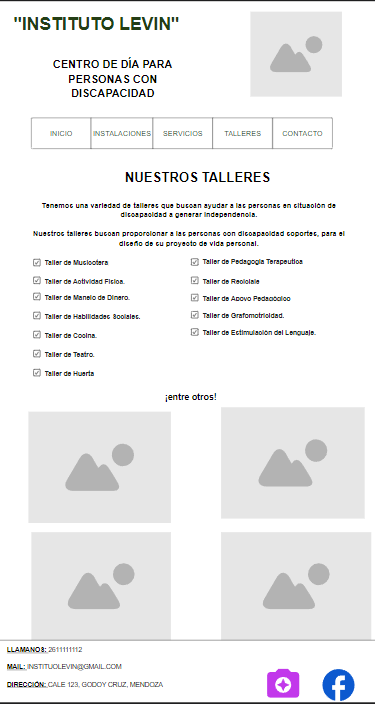 "INSTITUTO LEVIN"
CENTRO DE DÍA PARA
PERSONAS CON
DISCAPACIDAD
INICIO
INSTALACIONES
SERVICIOS
TALLERES
CONTACTO
NUESTROS TALLERES
Tenemos una variedad de talleres que buscan ayudar a las personas en situación de
discapacidad a generar independencia.
Nuestros talleres buscan proporcionar a las personas con discapacidad soportes, para el
diseño de su proyecto de vida personal.
Taller de Musicotera
Taller de Actividad Física.
Taller de Manejo de Dinero.
Taller de Habilidades Sociales.
Taller de Cocina.
Taller de Teatro.
Taller de Huerta
Taller de Pedagogía Terapeutica
Taller de Reciclaje
Taller de Apoyo Pedagógico
Taller de Grafomotricidad.
Taller de Estimulación del Lenguaje.
¡entre otros!
LLAMANOS: 2611111112
MAIL: INSTITUOLEVIN@GMAIL.COM
DIRECCIÓN: CALE 123, GODOY CRUZ, MENDOZA